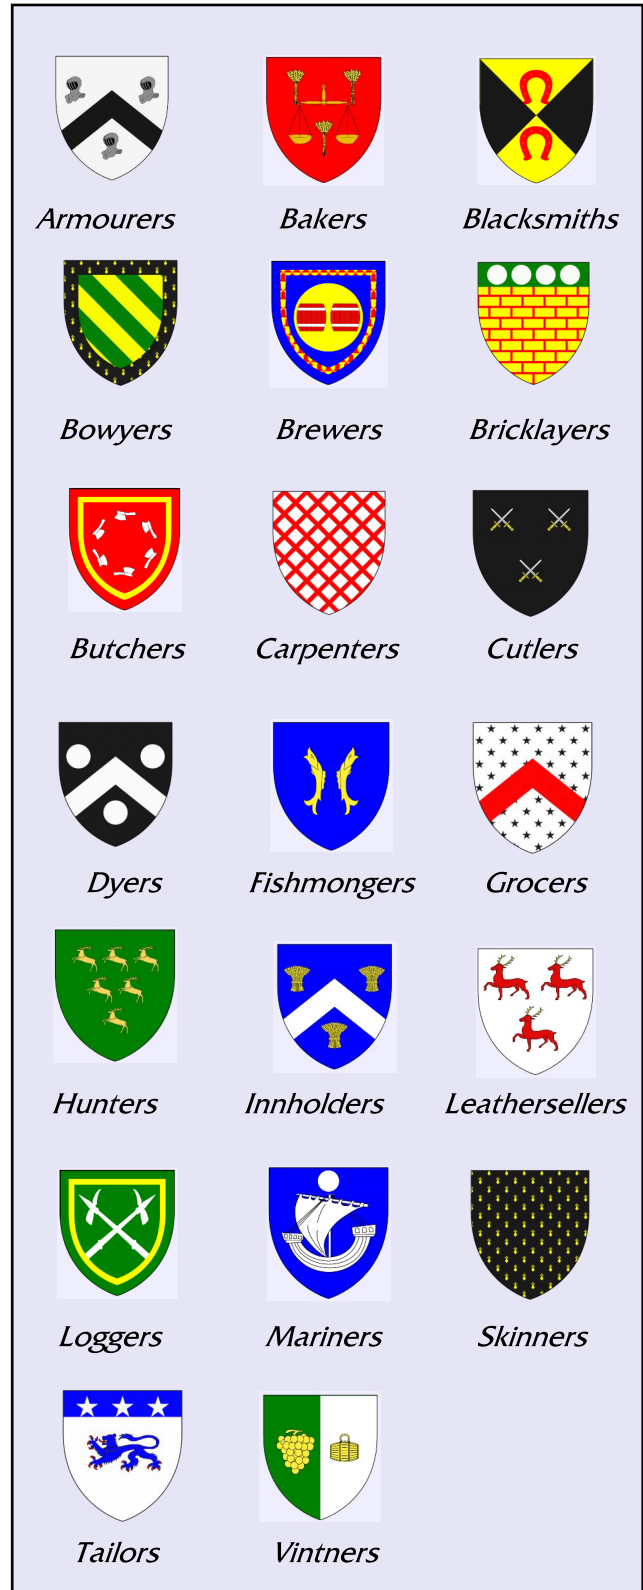 Armourers Bakers Blacksmiths
Bowyers Brewers Bricklayers
Butchers Carpenters Cutlers
Dyers Fishmongers Grocers
Hunters Innholders Leathersellers
Loggers Mariners Skinners
Tailors Vintners